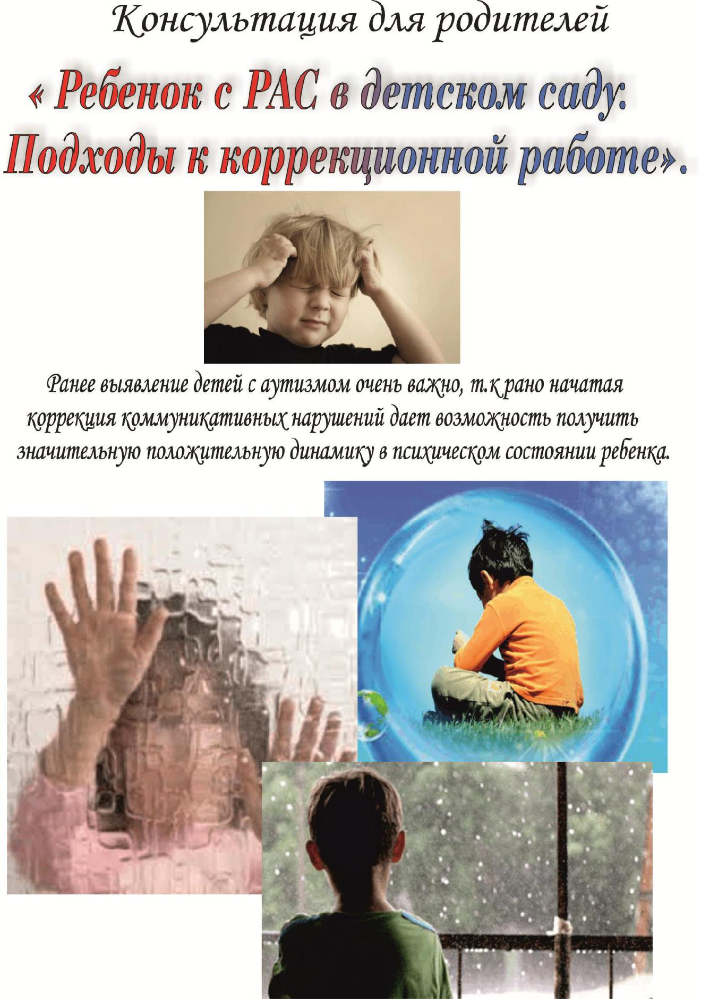 Консультация для родителей
« Ребенок с РАС в детском саду.
Подходы к коррекционной работе».
Ранее выявление детей с аутизмом очень важно, т.к рано начатая
коррекция коммуникативных нарушений дает возможность получить
значительную положительную динамику в психическом состоянии ребенка.